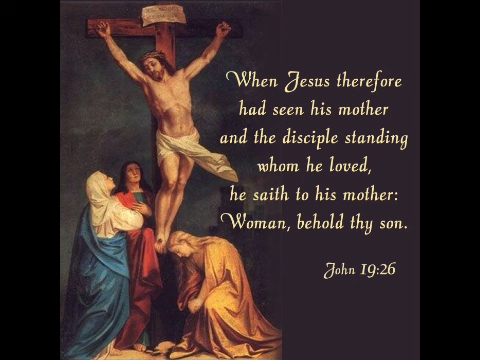 When Jesus therefore
had seen his mother
and the disciple standing
whom he loved,
he saith to his mother:
Woman, behold thy son.
John 19:26